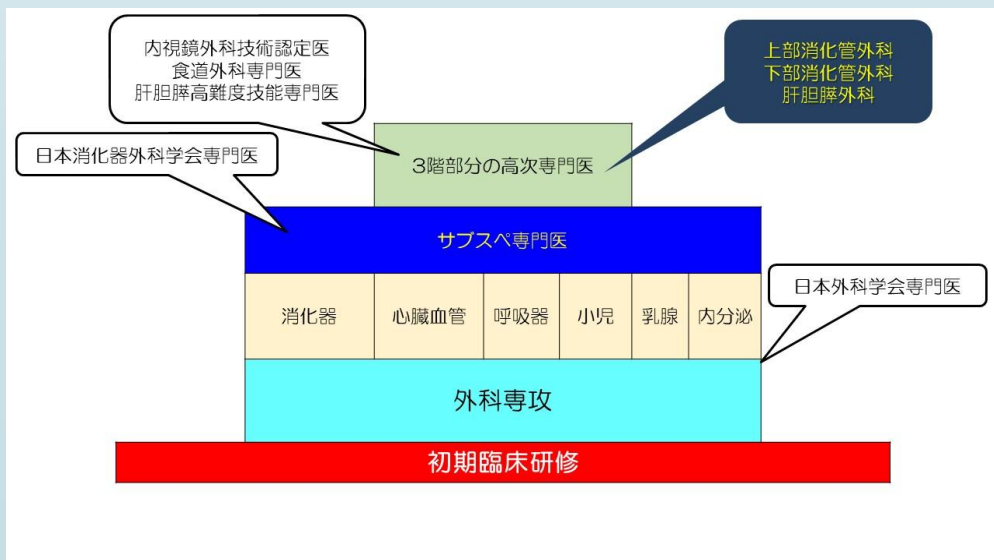 内視鏡外科技術認定医
食道外科専門医
肝胆膵高難度技能専門医
上部消化管外科
下部消化管外科
肝胆膵外科
日本消化器外科学会専門医
3階部分の高次専門医
サブスペ専門医
日本外科学会専門医
消化器 心臓血管 呼吸器 小児 乳腺 内分泌
外科専攻
初期臨床研修